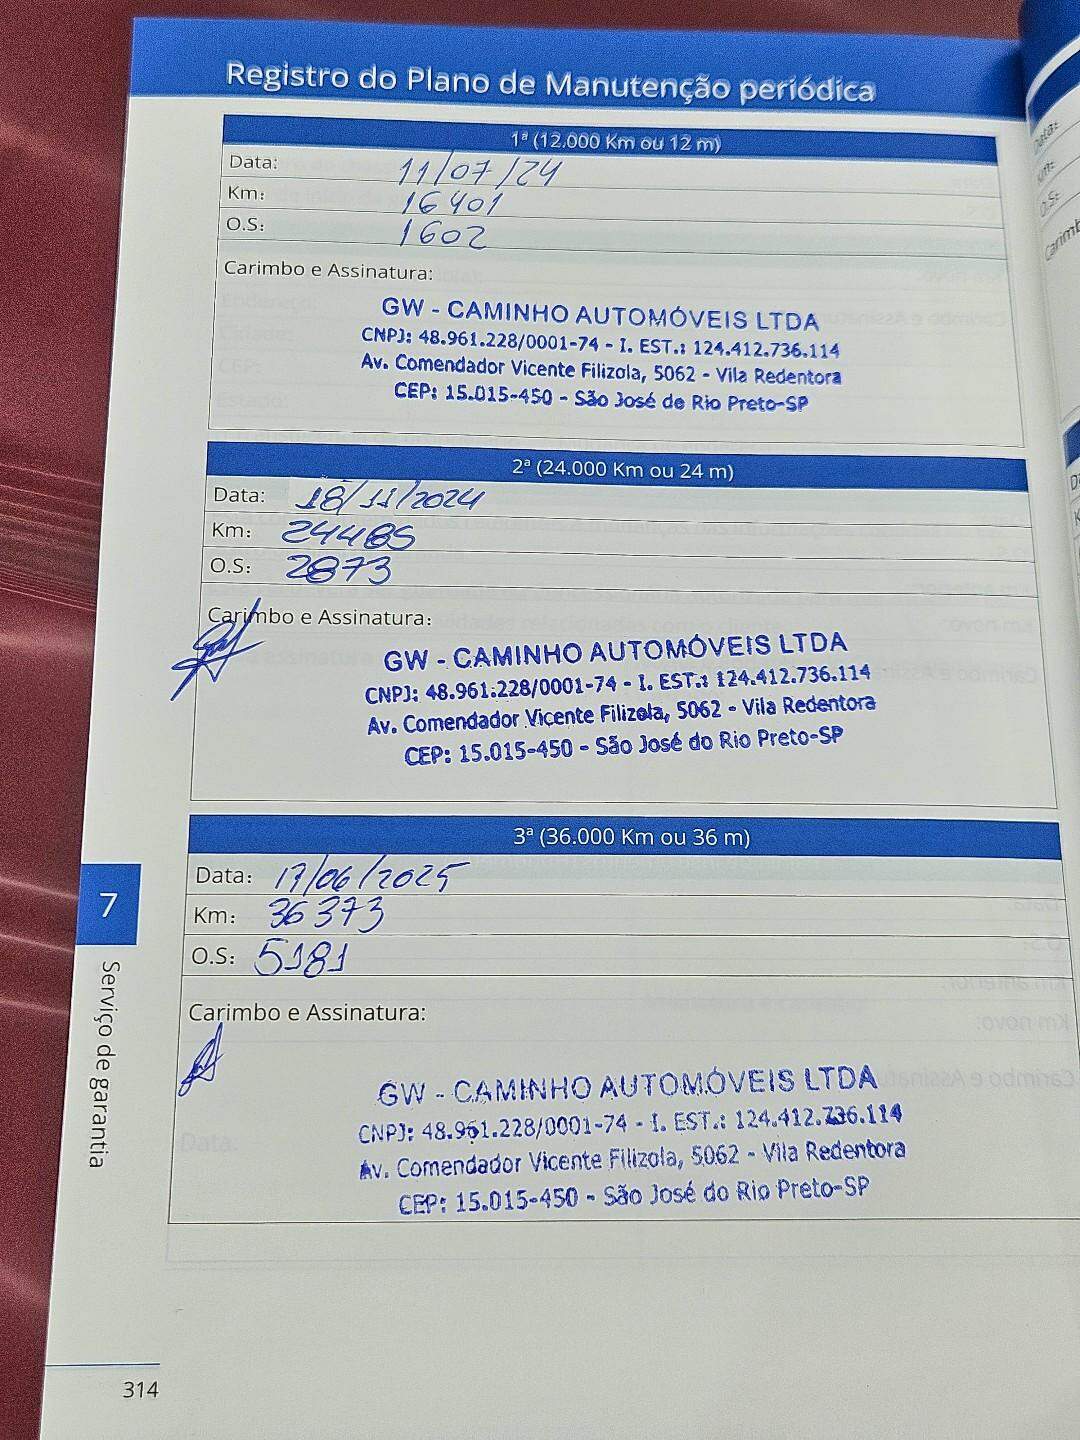 Registro do Plano de Manutenção periódica
1ª (12.000 Km ou 12 m)
Data: 11/07/24
Km: 16401
O.S: 1602
Carimbo e Assinatura:
GW - CAMINHO AUTOMÓVEIS LTDA
CNPJ: 48.961.228/0001-74 - I. EST.: 124.412.736.114
Av. Comendador Vicente Filizola, 5062 - Vila Redentora
CEP: 15.015-450 - São José do Rio Preto-SP
2ª (24.000 Km ou 24 m)
Data: 18/11/2024
Km: 24485
O.S: 2873
Carimbo e Assinatura:
GW - CAMINHO AUTOMÓVEIS LTDA
CNPJ: 48.961.228/0001-74 - I. EST.: 124.412.736.114
Av. Comendador Vicente Filizola, 5062 - Vila Redentora
CEP: 15.015-450 - São José do Rio Preto-SP
3ª (36.000 Km ou 36 m)
Data: 17/06/2025
Km: 36373
O.S: 5181
Carimbo e Assinatura:
GW - CAMINHO AUTOMÓVEIS LTDA
CNPJ: 48.961.228/0001-74 - I. EST.: 124.412.736.114
Av. Comendador Vicente Filizola, 5062 - Vila Redentora
CEP: 15.015-450 - São José do Rio Preto-SP
7
Serviço de garantia
314